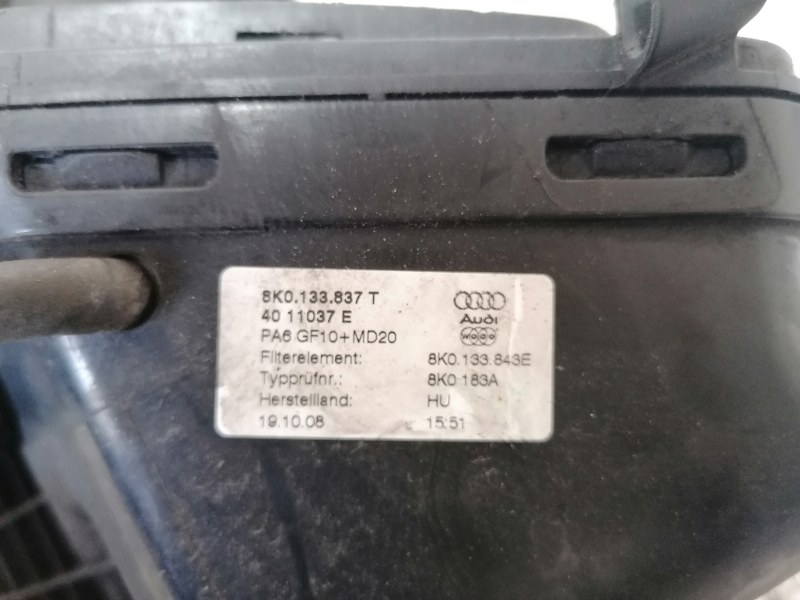 8K0.133.837 T
40 11037 E
Audi
PA6 GF10+MD20
Filterelement: 8K0.133.843E
Typprüfnr.: 8K0 183A
Herstellland: HU
19.10.08 15:51